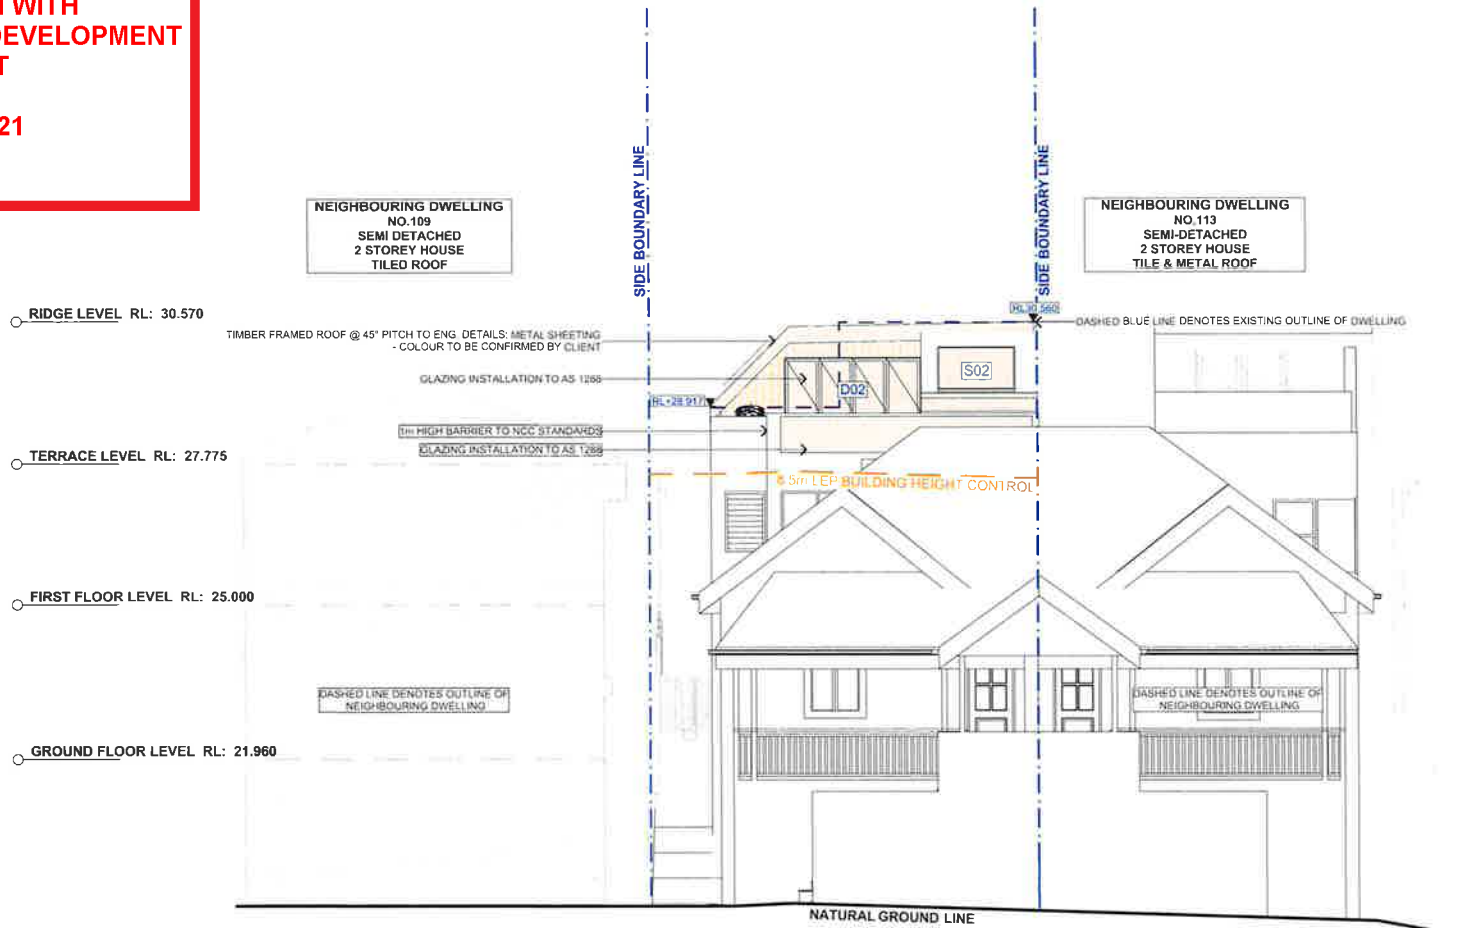 WITH
DEVELOPMENT
21
SIDE BOUNDARY LINE
SIDE BOUNDARY LINE
NEIGHBOURING DWELLING
NO.109
SEMI DETACHED
2 STOREY HOUSE
TILED ROOF
NEIGHBOURING DWELLING
NO.113
SEMI-DETACHED
2 STOREY HOUSE
TILE & METAL ROOF
RIDGE LEVEL RL: 30.570
RL30.560
DASHED BLUE LINE DENOTES EXISTING OUTLINE OF DWELLING
TIMBER FRAMED ROOF @ 45° PITCH TO ENG. DETAILS: METAL SHEETING
- COLOUR TO BE CONFIRMED BY CLIENT
GLAZING INSTALLATION TO AS 1288
S02
D02
RL+28.917
1m HIGH BARRIER TO NCC STANDARDS
GLAZING INSTALLATION TO AS 1288
TERRACE LEVEL RL: 27.775
8.5m LEP BUILDING HEIGHT CONTROL
FIRST FLOOR LEVEL RL: 25.000
DASHED LINE DENOTES OUTLINE OF
NEIGHBOURING DWELLING
DASHED LINE DENOTES OUTLINE OF
NEIGHBOURING DWELLING
GROUND FLOOR LEVEL RL: 21.960
NATURAL GROUND LINE